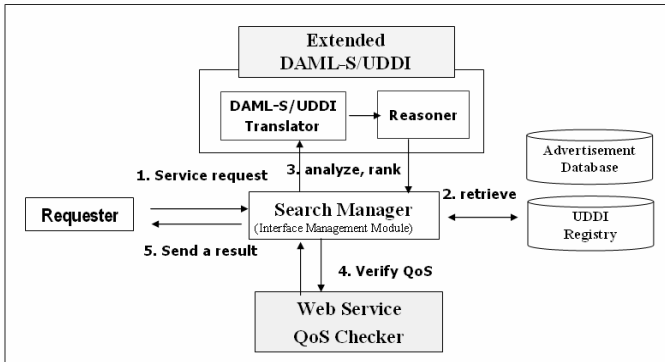 Extended
DAML-S/UDDI
DAML-S/UDDI
Translator
Reasoner
Advertisement
Database
1. Service request
3. analyze, rank
2. retrieve
Requester
Search Manager
(Interface Management Module)
UDDI
Registry
5. Send a result
4. Verify QoS
Web Service
QoS Checker